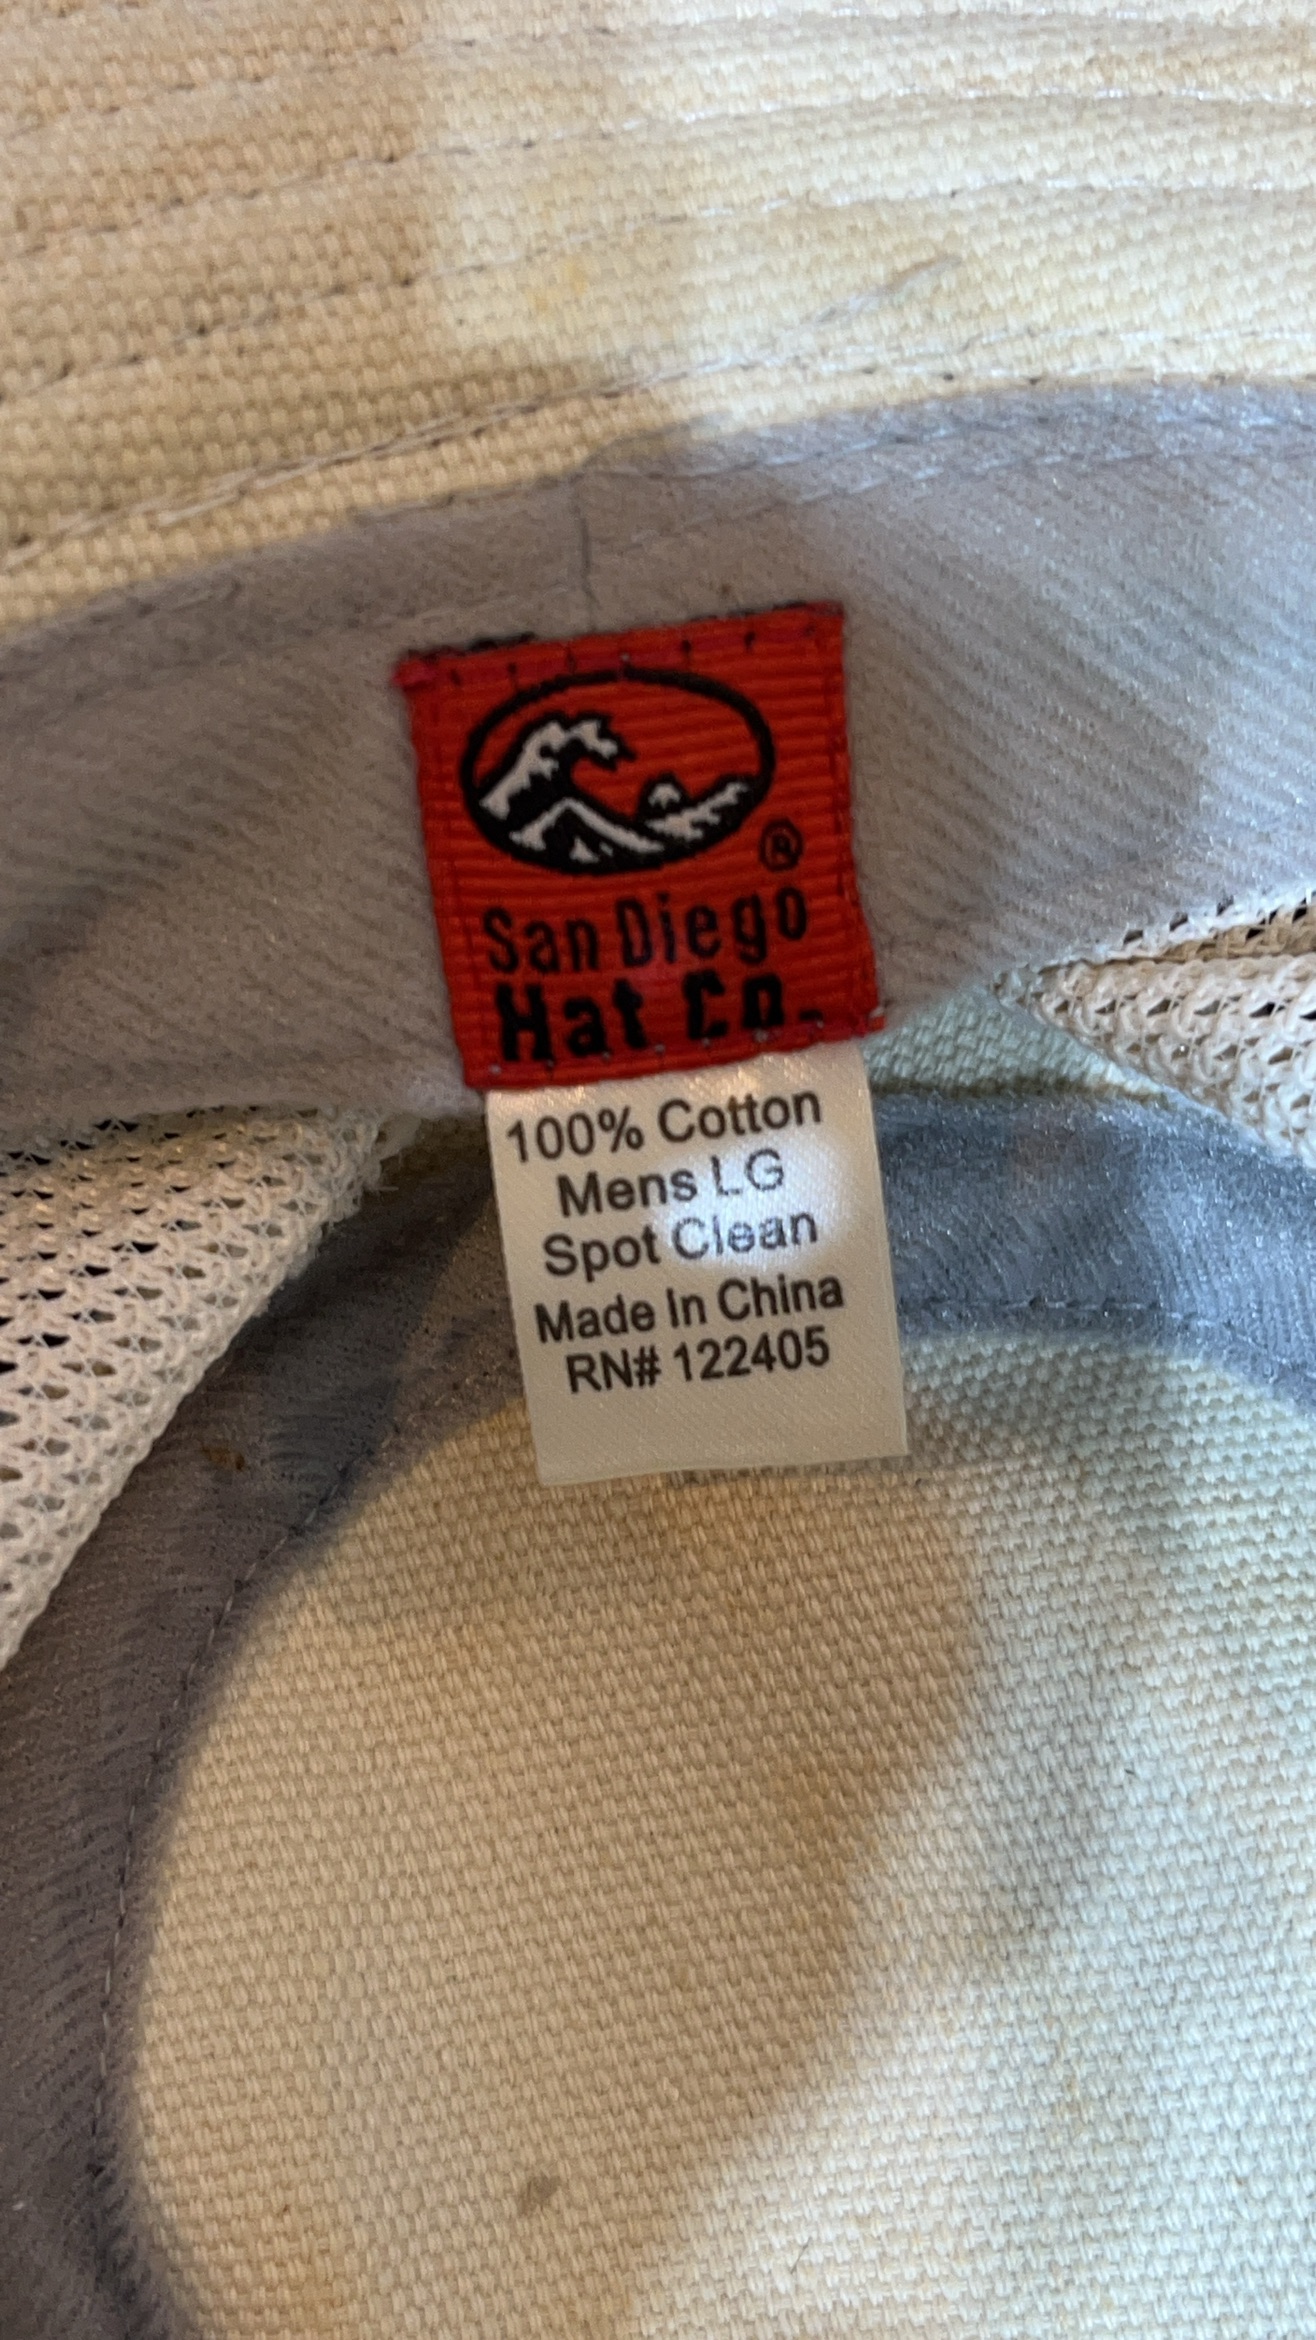 ®
San Diego
Hat Co.
100% Cotton
Mens LG
Spot Clean
Made In China
RN# 122405